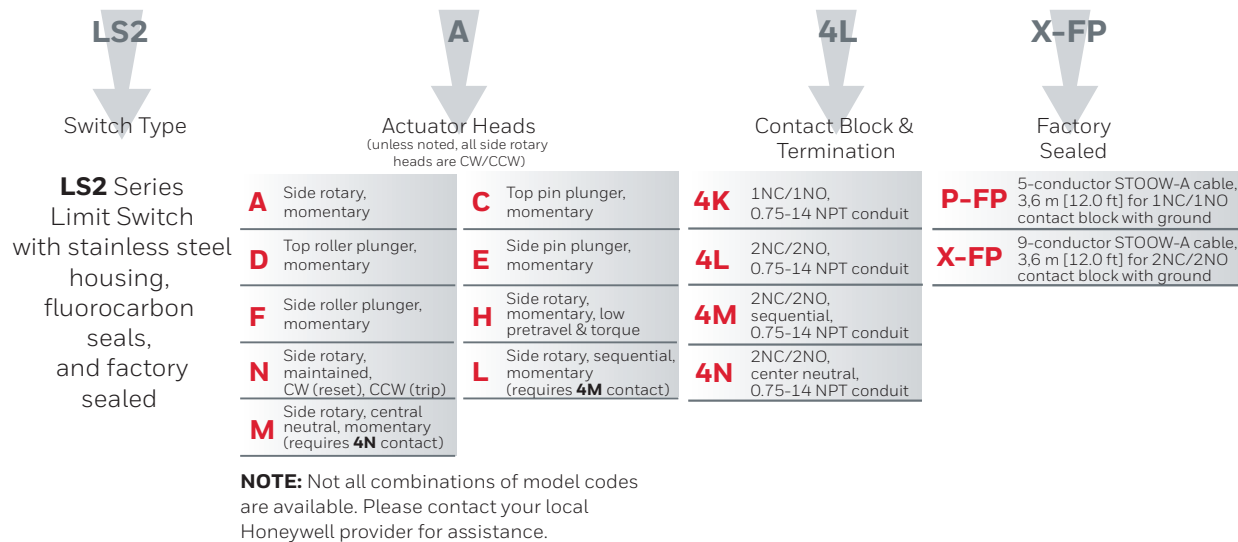 LS2
A
4L
X-FP
Switch Type
LS2 Series
Limit Switch
with stainless steel
housing,
fluorocarbon
seals,
and factory
sealed
Actuator Heads
(unless noted, all side rotary
heads are CW/CCW)
A Side rotary,
momentary
D Top roller plunger,
momentary
F Side roller plunger,
momentary
N Side rotary,
maintained,
CW (reset), CCW (trip)
M Side rotary, central
neutral, momentary
(requires 4N contact)
C Top pin plunger,
momentary
E Side pin plunger,
momentary
H Side rotary,
momentary, low
pretravel & torque
L Side rotary, sequential,
momentary
(requires 4M contact)
NOTE: Not all combinations of model codes
are available. Please contact your local
Honeywell provider for assistance.
Contact Block &
Termination
4K 1NC/1NO,
0.75-14 NPT conduit
4L 2NC/2NO,
0.75-14 NPT conduit
4M 2NC/2NO,
sequential,
0.75-14 NPT conduit
4N 2NC/2NO,
center neutral,
0.75-14 NPT conduit
Factory
Sealed
P-FP 5-conductor STOOW-A cable,
3,6 m [12.0 ft] for 1NC/1NO
contact block with ground
X-FP 9-conductor STOOW-A cable,
3,6 m [12.0 ft] for 2NC/2NO
contact block with ground